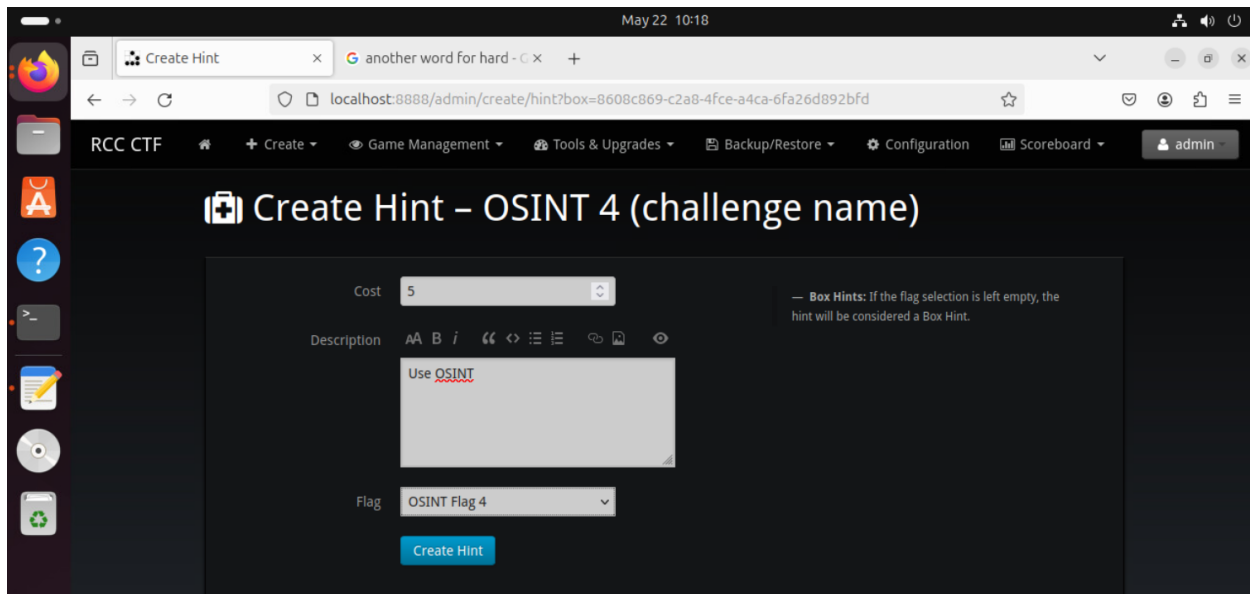 May 22 10:18
Create Hint
another word for hard - G
localhost:8888/admin/create/hint?box=8608c869-c2a8-4fce-a4ca-6fa26d892bfd
RCC CTF Create Game Management Tools & Upgrades Backup/Restore Configuration Scoreboard admin
Create Hint – OSINT 4 (challenge name)
Cost 5
— Box Hints: If the flag selection is left empty, the
hint will be considered a Box Hint.
Description AA B i
Use OSINT
Flag OSINT Flag 4
Create Hint